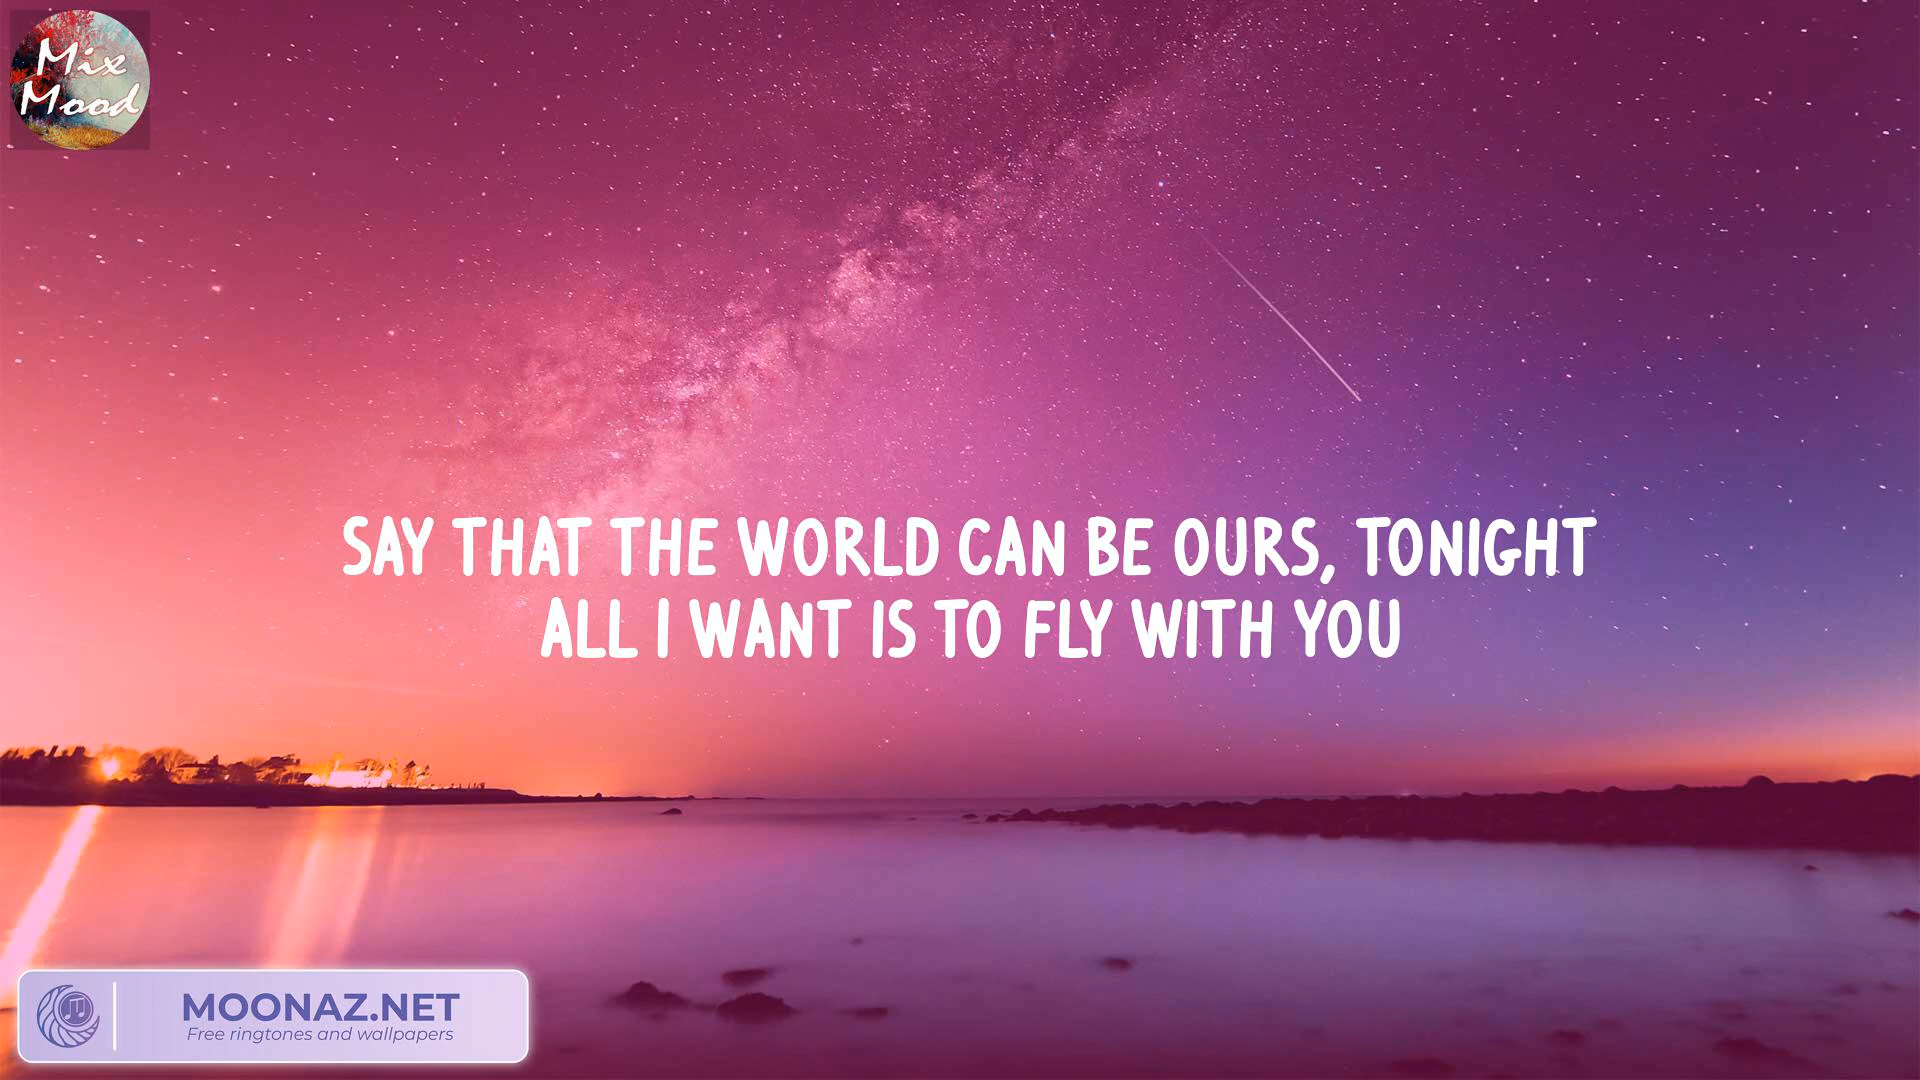 Mix
Mood
SAY THAT THE WORLD CAN BE OURS, TONIGHT
ALL I WANT IS TO FLY WITH YOU
MOONAZ.NET
Free ringtones and wallpapers